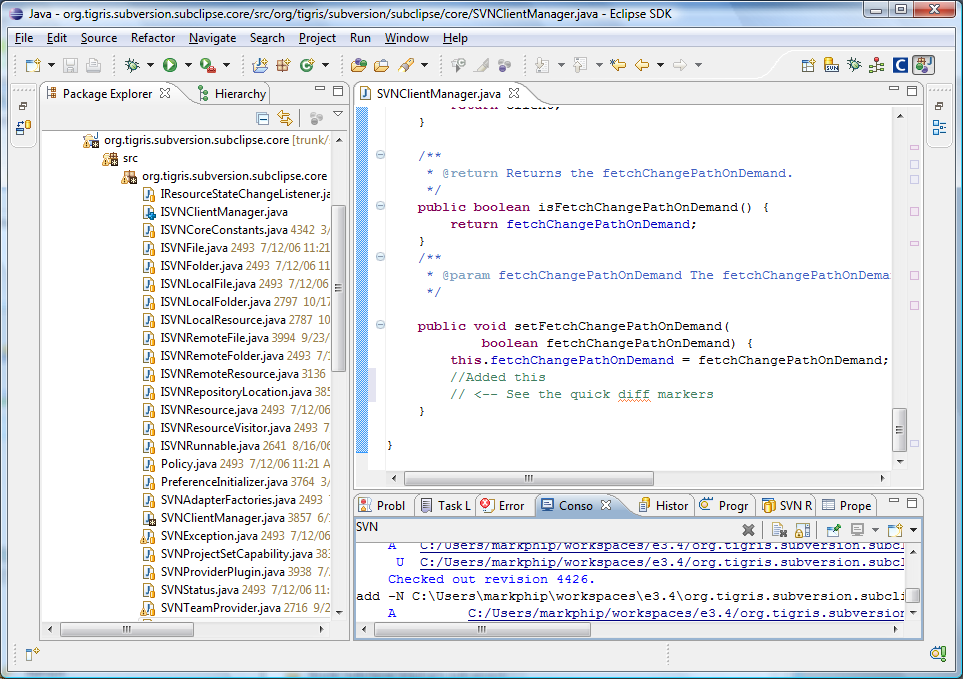 Java - org.tigris.subversion.subclipse.core/src/org/tigris/subversion/subclipse/core/SVNClientManager.java - Eclipse SDK
File Edit Source Refactor Navigate Search Project Run Window Help
Package Explorer Hierarchy
org.tigris.subversion.subclipse.core [trunk/
src
org.tigris.subversion.subclipse.core
IResourceStateChangeListener.ja
ISVNClientManager.java
ISVNCoreConstants.java 4342 3/
ISVNFile.java 2493 7/12/06 11:21
ISVNFolder.java 2493 7/12/06 11
ISVNLocalFile.java 2493 7/12/06
ISVNLocalFolder.java 2797 10/17
ISVNLocalResource.java 2787 10
ISVNRemoteFile.java 3994 9/23/
ISVNRemoteFolder.java 2493 7/1
ISVNRemoteResource.java 3136
ISVNRepositoryLocation.java 385
ISVNResource.java 2493 7/12/06
ISVNResourceVisitor.java 2493 7
ISVNRunnable.java 2641 8/16/06
Policy.java 2493 7/12/06 11:21 A
PreferenceInitializer.java 3764 3/
SVNAdapterFactories.java 2493
SVNClientManager.java 3857 6/
SVNException.java 2493 7/12/06
SVNProjectSetCapability.java 383
SVNProviderPlugin.java 3938 7/
SVNStatus.java 2493 7/12/06 11:
SVNTeamProvider.java 2716 9/2
SVNClientManager.java
return client;
}
/**
* @return Returns the fetchChangePathOnDemand.
*/
public boolean isFetchChangePathOnDemand() {
return fetchChangePathOnDemand;
}
/**
* @param fetchChangePathOnDemand The fetchChangePathOnDema
*/
public void setFetchChangePathOnDemand(
boolean fetchChangePathOnDemand) {
this.fetchChangePathOnDemand = fetchChangePathOnDemand;
//Added this
// <-- See the quick diff markers
}
}
Probl Task L Error Conso Histor Progr SVN R Prope
SVN
A C:/Users/markphip/workspaces/e3.4/org.tigris.subversion.subcl
U C:/Users/markphip/workspaces/e3.4/org.tigris.subversion.subcl
Checked out revision 4426.
add -N C:\Users\markphip\workspaces\e3.4\org.tigris.subversion.subcli
A C:/Users/markphip/workspaces/e3.4/org.tigris.subversion